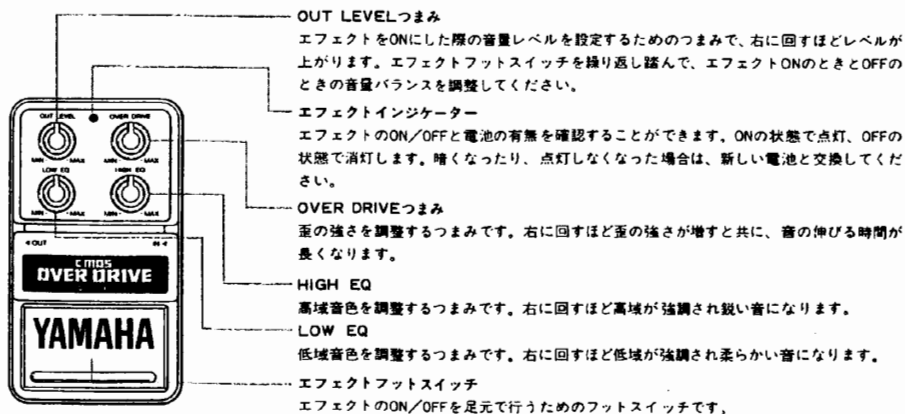 OUT LEVELつまみ
エフェクトをONにした際の音量レベルを設定するためのつまみで、右に回すほどレベルが
上がります。エフェクトフットスイッチを繰り返し踏んで、エフェクトONのときとOFFの
ときの音量バランスを調整してください。
エフェクトインジケーター
エフェクトのON/OFFと電池の有無を確認することができます。ONの状態で点灯、OFFの
状態で消灯します。暗くなったり、点灯しなくなった場合は、新しい電池と交換してくだ
さい。
OVER DRIVEつまみ
歪の強さを調整するつまみです。右に回すほど歪の強さが増すと共に、音の伸びる時間が
長くなります。
HIGH EQ
高域音色を調整するつまみです。右に回すほど高域が強調され鋭い音になります。
LOW EQ
低域音色を調整するつまみです。右に回すほど低域が強調され柔らかい音になります。
エフェクトフットスイッチ
エフェクトのON/OFFを足元で行うためのフットスイッチです。
OUT LEVEL OVER DRIVE
MIN MAX MIN MAX
LOW EQ HIGH EQ
MIN MAX MIN MAX
◄OUT IN◄
CMOS
OVER DRIVE
YAMAHA